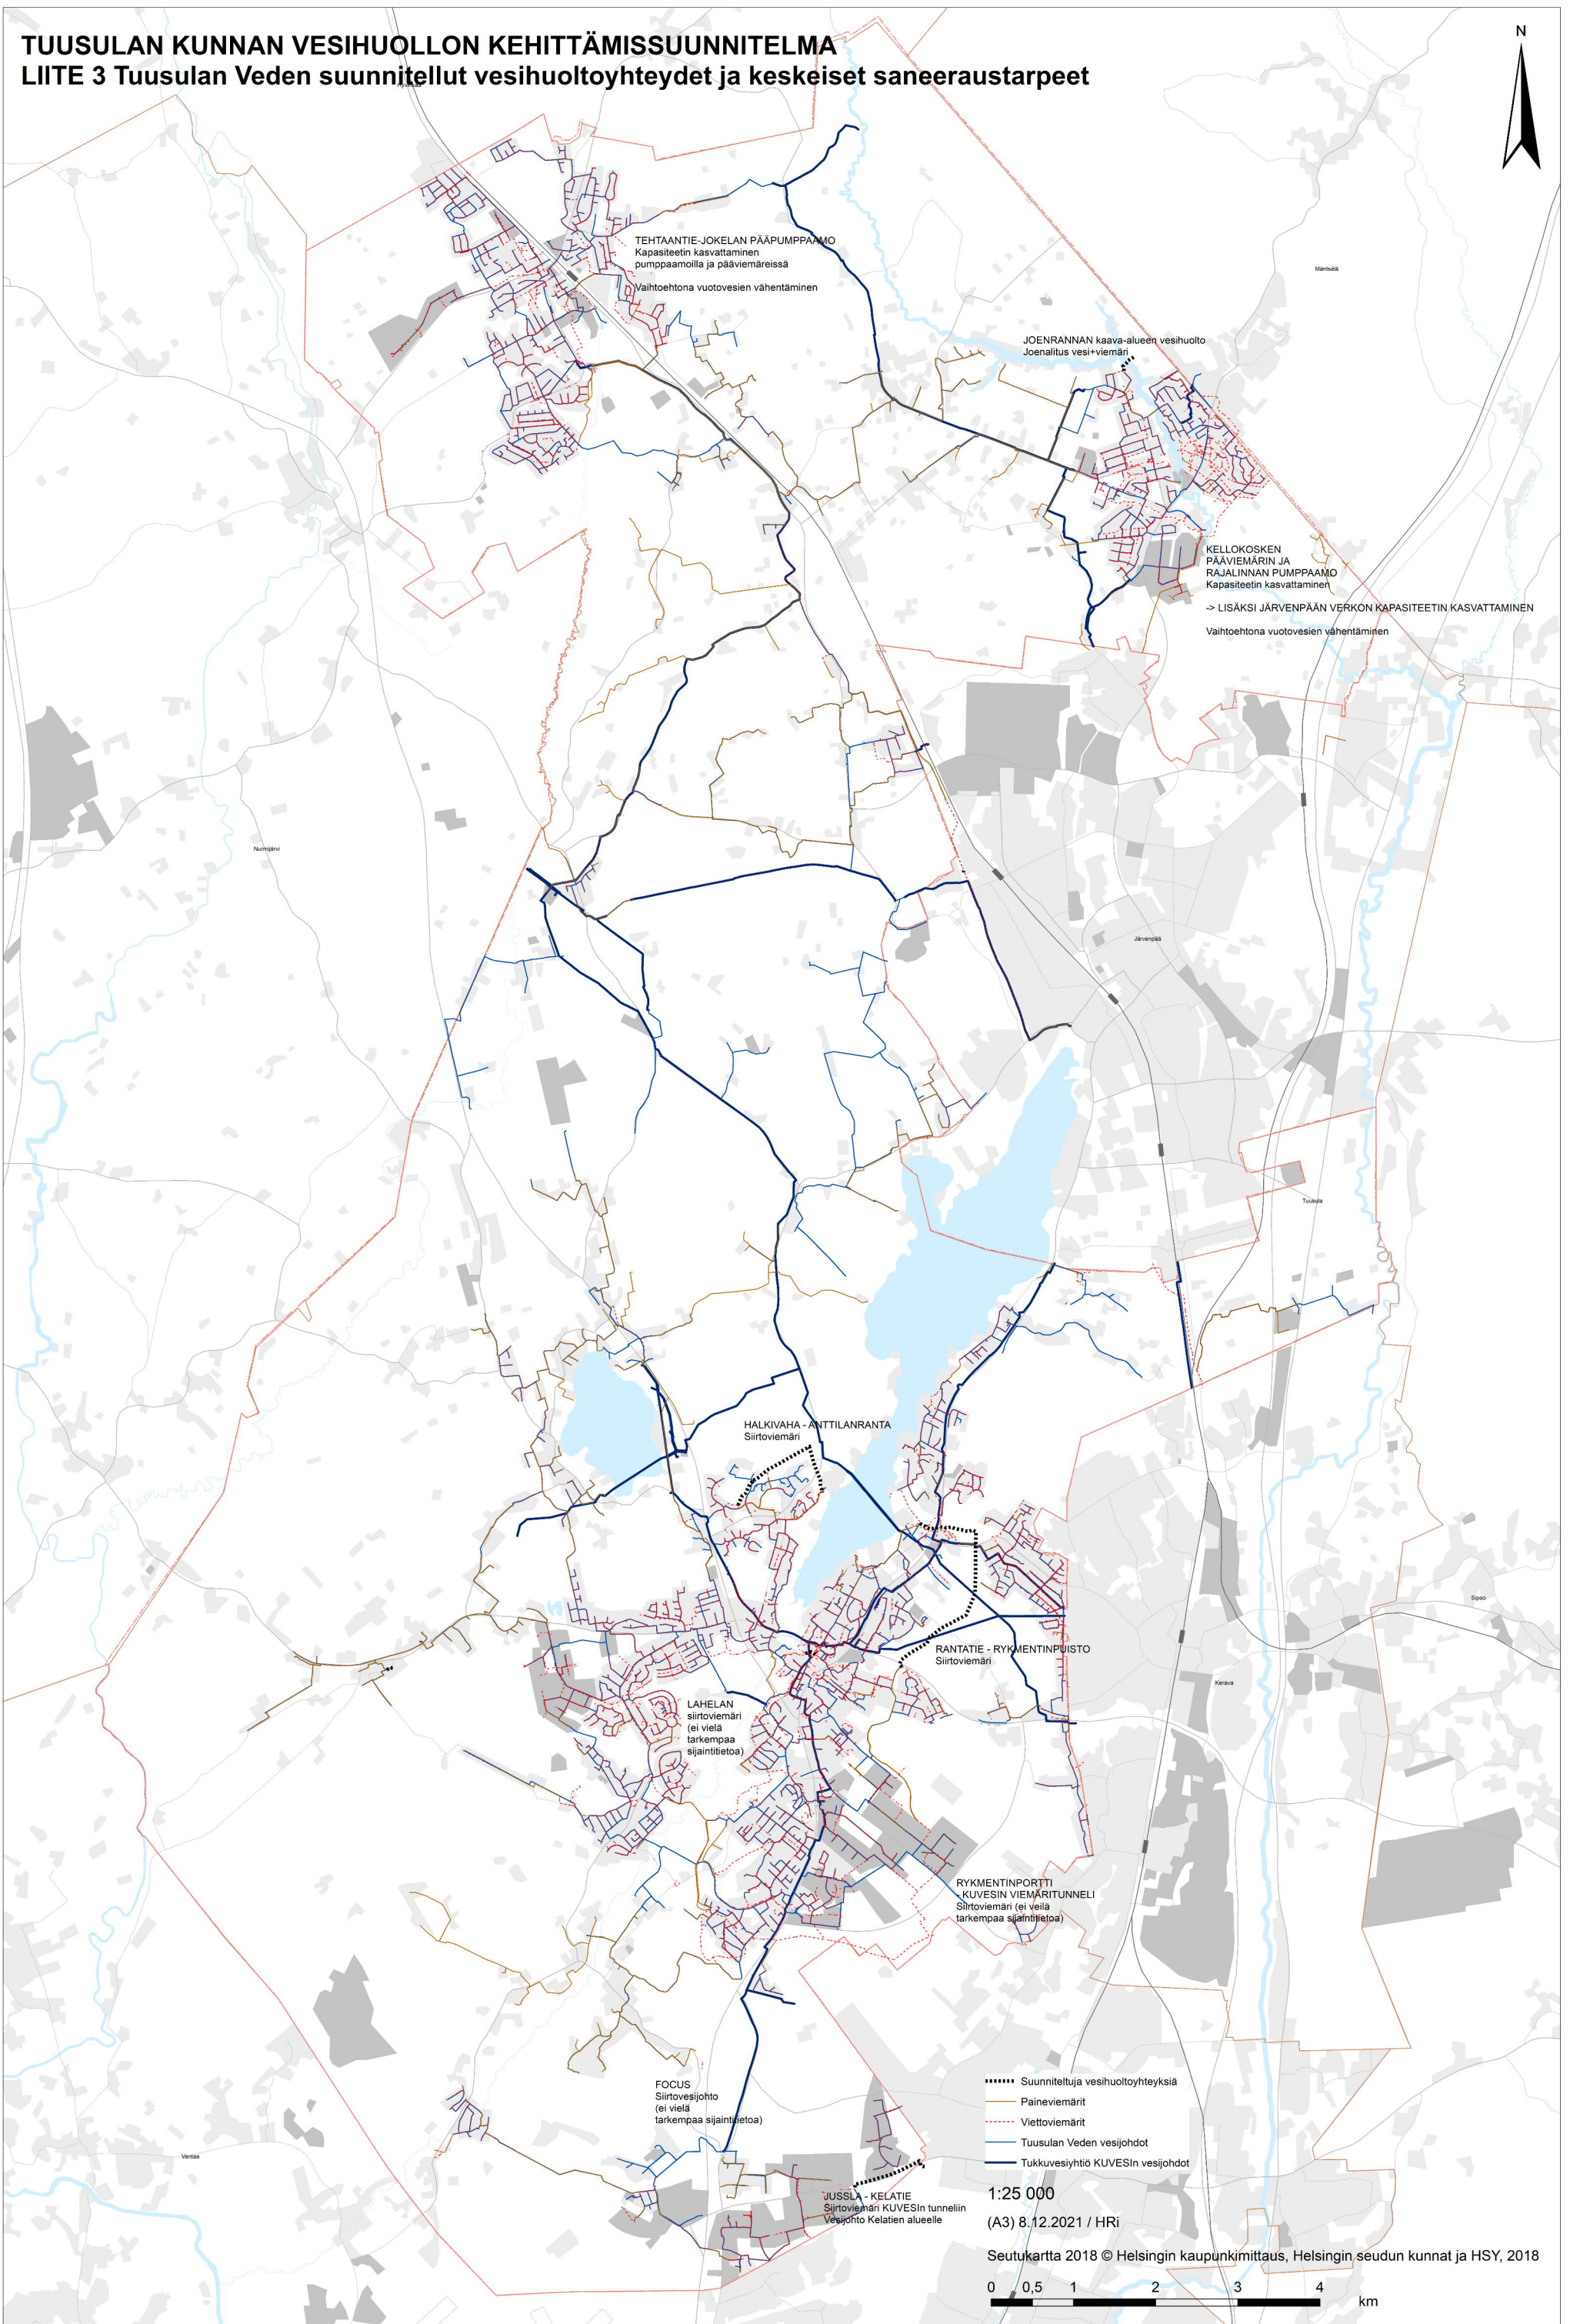 TUUSULAN KUNNAN VESIHUOLLON KEHITTÄMISSUUNNITELMA
LIITE 3 Tuusulan Veden suunnitellut vesihuoltoyhteydet ja keskeiset saneeraustarpeet
N
TEHTAANTIE-JOKELAN PÄÄPUMPPAAMO
Kapasiteetin kasvattaminen
pumppaamoilla ja pääviemäreissä
Vaihtoehtona vuotovesien vähentäminen
Mäntsälä
JOENRANNAN kaava-alueen vesihuolto
Joenalitus vesi+viemäri
KELLOKOSKEN
PÄÄVIEMÄRIN JA
RAJALINNAN PUMPPAAMO
Kapasiteetin kasvattaminen
-> LISÄKSI JÄRVENPÄÄN VERKON KAPASITEETIN KASVATTAMINEN
Vaihtoehtona vuotovesien vähentäminen
Nurmijärvi
Järvenpää
Tuusula
HALKIVAHA - ANTTILANRANTA
Siirtoviemäri
Sipoo
RANTATIE - RYKMENTINPUISTO
Siirtoviemäri
Kerava
LAHELAN
siirtoviemäri
(ei vielä
tarkempaa
sijaintitietoa)
RYKMENTINPORTTI
- KUVESIN VIEMÄRITUNNELI
Siirtoviemäri (ei veilä
tarkempaa sijaintitietoa)
FOCUS
Siirtovesijohto
(ei vielä
tarkempaa sijaintitietoa)
Vantaa
JUSSLA - KELATIE
Siirtoviemäri KUVESIn tunneliin
Vesijohto Kelatien alueelle
Suunniteltuja vesihuoltoyhteyksiä
Paineviemärit
Viettoviemärit
Tuusulan Veden vesijohdot
Tukkuvesiyhtiö KUVESIn vesijohdot
1:25 000
(A3) 8.12.2021 / HRi
Seutukartta 2018 © Helsingin kaupunkimittaus, Helsingin seudun kunnat ja HSY, 2018
0 0,5 1 2 3 4
km